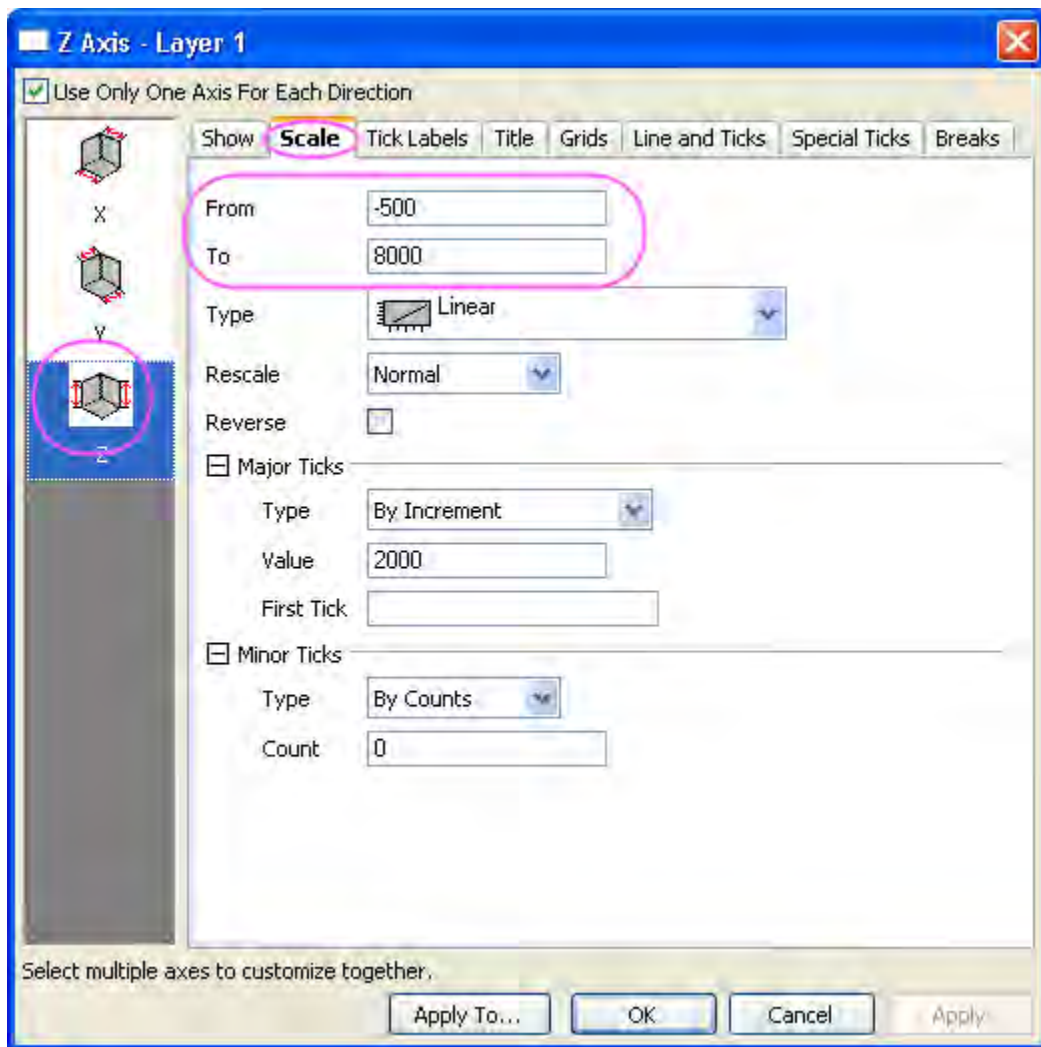 Z Axis - Layer 1
Use Only One Axis For Each Direction
Show Scale Tick Labels Title Grids Line and Ticks Special Ticks Breaks
X
Y
Z
From -500
To 8000
Type Linear
Rescale Normal
Reverse
Major Ticks
Type By Increment
Value 2000
First Tick
Minor Ticks
Type By Counts
Count 0
Select multiple axes to customize together.
Apply To... OK Cancel Apply